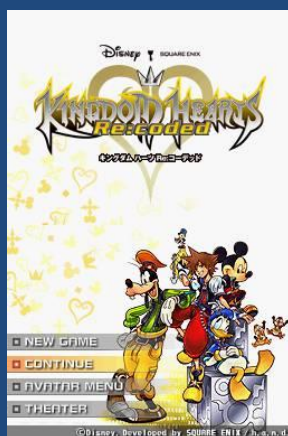 Disney SQUARE ENIX
KINGDOM HEARTS
Re:coded
キングダム ハーツ Re:コーデッド
NEW GAME
CONTINUE
AVATAR MENU
THEATER
©Disney. Developed by SQUARE ENIX / h.a.n.d.